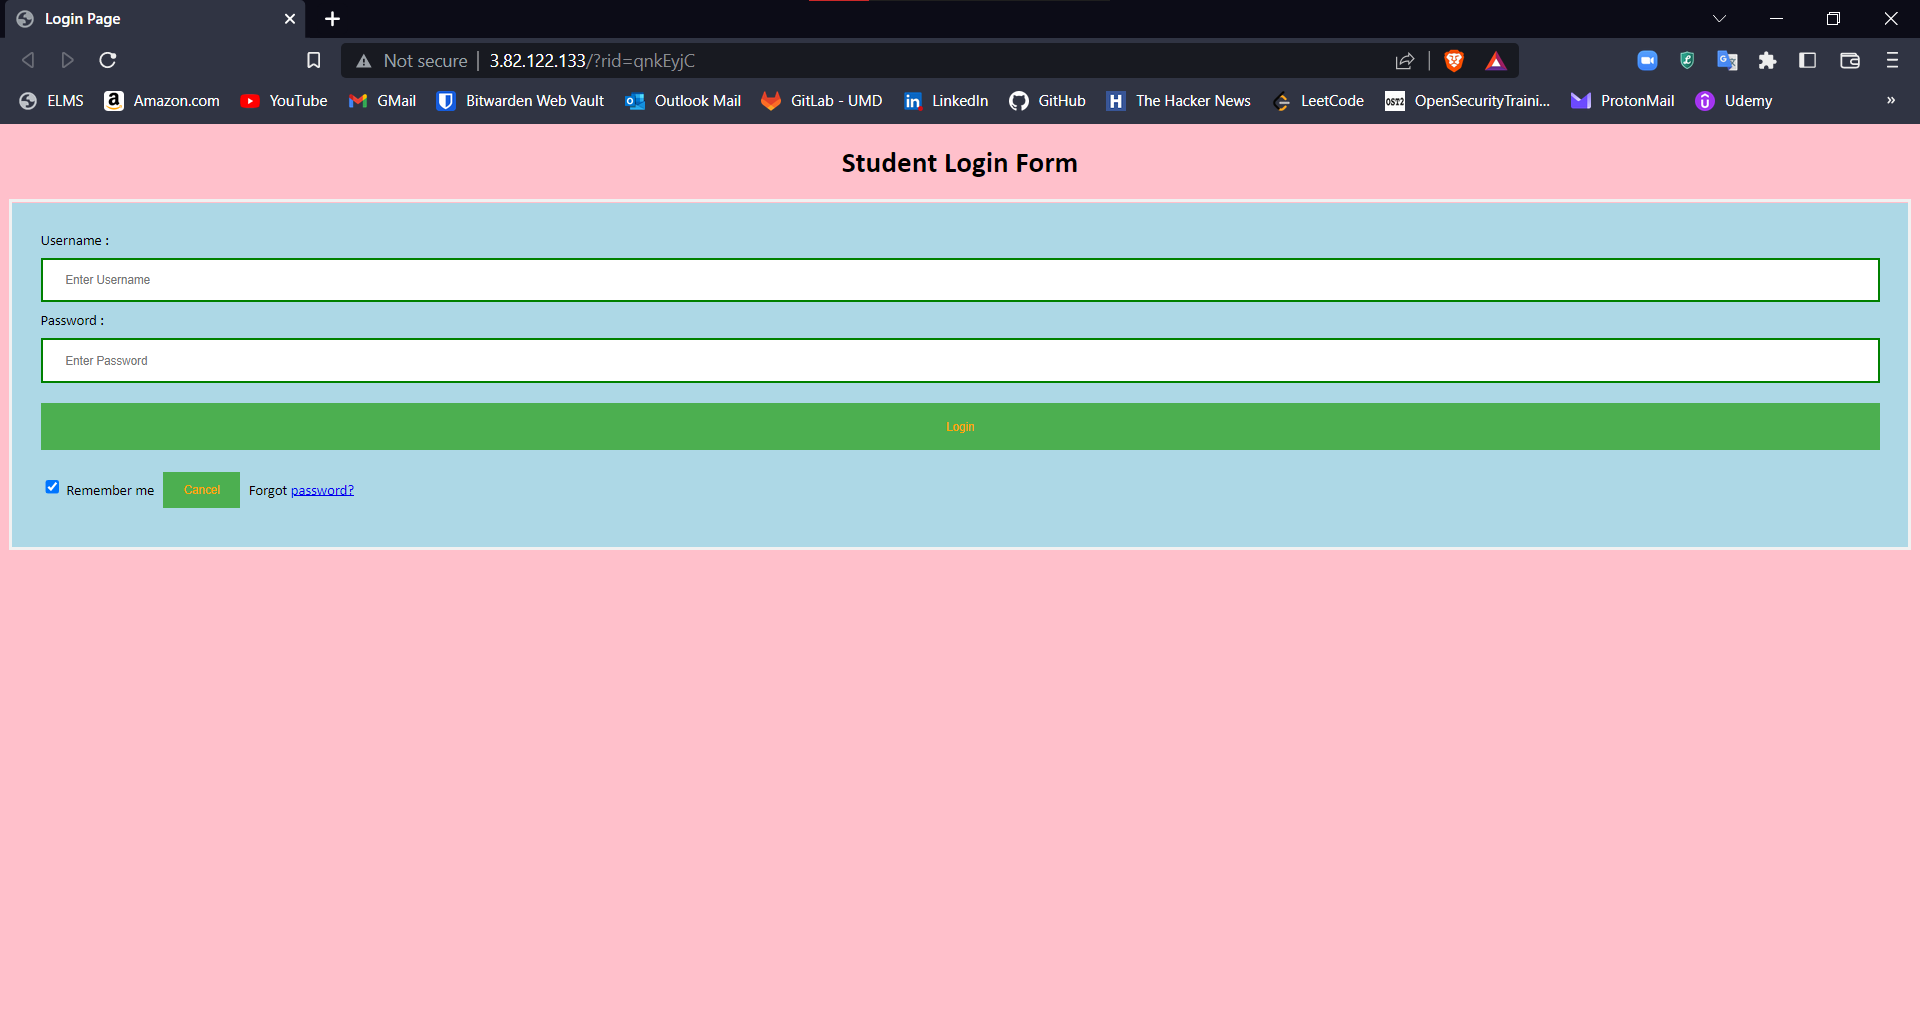 Login Page
Not secure 3.82.122.133/?rid=qnkEyjC
ELMS Amazon.com YouTube GMail Bitwarden Web Vault Outlook Mail GitLab - UMD LinkedIn GitHub The Hacker News LeetCode OpenSecurityTraini... ProtonMail Udemy »
Student Login Form
Username :
Enter Username
Password :
Enter Password
Login
Remember me Cancel Forgot password?